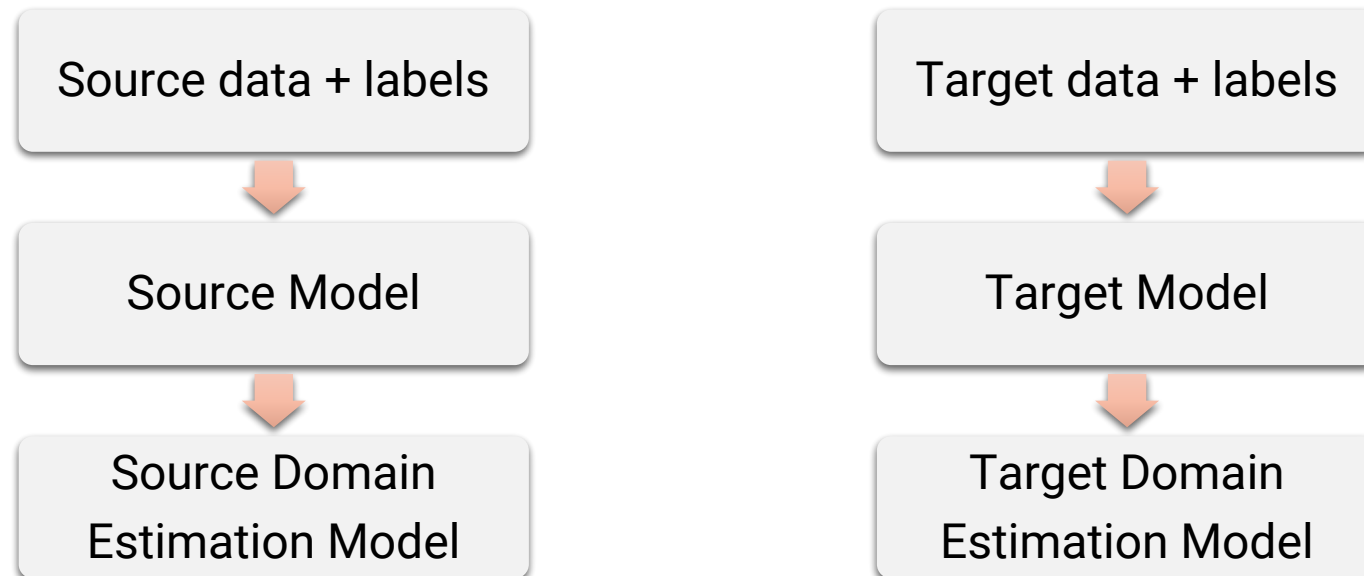 Source data + labels
Target data + labels
Source Model
Target Model
Source Domain
Estimation Model
Target Domain
Estimation Model